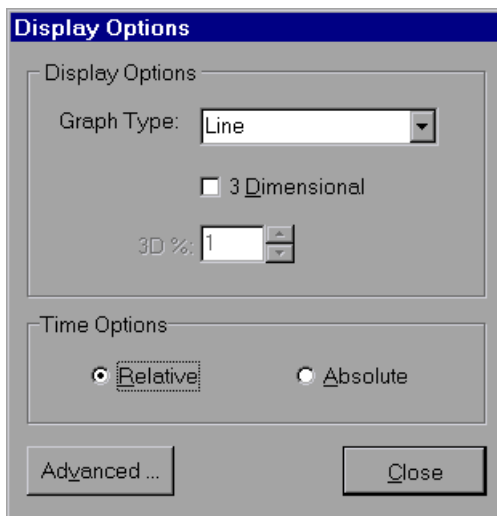 Display Options
Display Options
Graph Type: Line
3 Dimensional
3D %: 1
Time Options
Relative Absolute
Advanced ... Close